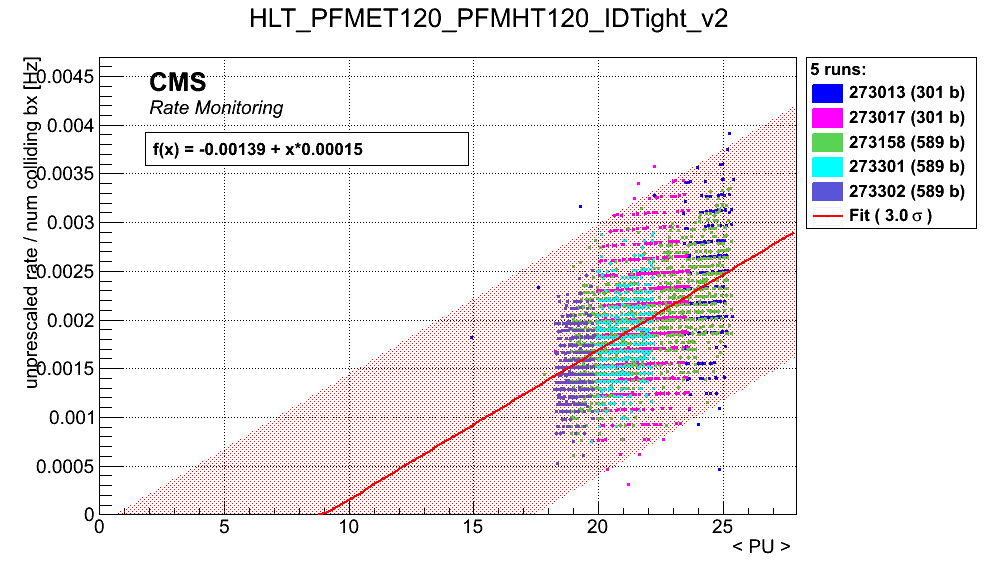 HLT_PFMET120_PFMHT120_IDTight_v2
unprescaled rate / num colliding bx [Hz]
CMS
Rate Monitoring
f(x) = -0.00139 + x*0.00015
0.0045
0.004
0.0035
0.003
0.0025
0.002
0.0015
0.001
0.0005
0
0 5 10 15 20 25
< PU >
5 runs:
273013 (301 b)
273017 (301 b)
273158 (589 b)
273301 (589 b)
273302 (589 b)
Fit ( 3.0 σ )